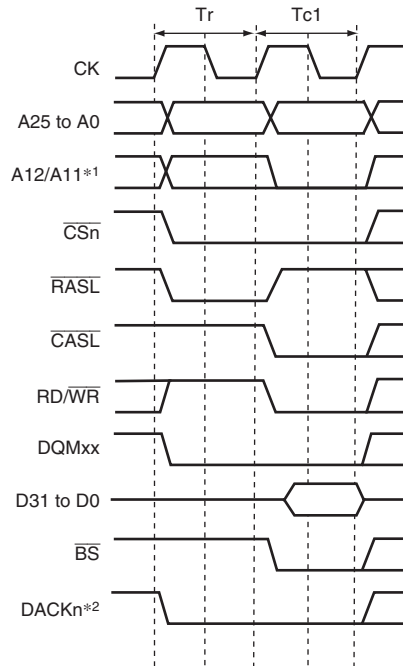 Tr Tc1
CK
A25 to A0
A12/A11*1
CSn
RASL
CASL
RD/WR
DQMxx
D31 to D0
BS
DACKn*2